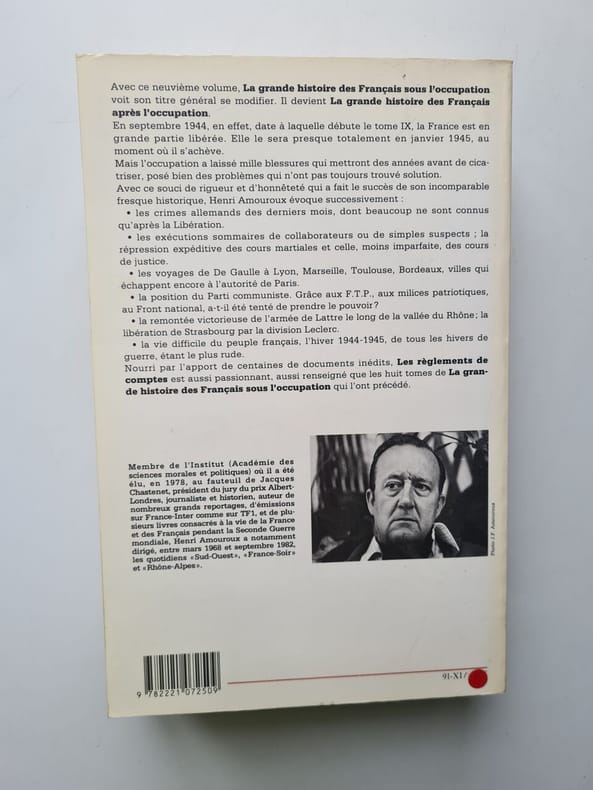 Avec ce neuvième volume, La grande histoire des Français sous l'occupation
voit son titre général se modifier. Il devient La grande histoire des Français
après l'occupation.
En septembre 1944, en effet, date à laquelle débute le tome IX, la France est en
grande partie libérée. Elle le sera presque totalement en janvier 1945, au
moment où il s'achève.
Mais l'occupation a laissé mille blessures qui mettront des années avant de cica-
triser, posé bien des problèmes qui n'ont pas toujours trouvé solution.
Avec ce souci de rigueur et d'honnêteté qui a fait le succès de son incomparable
fresque historique, Henri Amouroux évoque successivement :
• les crimes allemands des derniers mois, dont beaucoup ne sont connus
qu'après la Libération.
• les exécutions sommaires de collaborateurs ou de simples suspects ; la
répression expéditive des cours martiales et celle, moins imparfaite, des cours
de justice.
• les voyages de De Gaulle à Lyon, Marseille, Toulouse, Bordeaux, villes qui
échappent encore à l'autorité de Paris.
• la position du Parti communiste. Grâce aux F.T.P., aux milices patriotiques,
au Front national, a-t-il été tenté de prendre le pouvoir ?
• la remontée victorieuse de l'armée de Lattre le long de la vallée du Rhône ; la
libération de Strasbourg par la division Leclerc.
• la vie difficile du peuple français, l'hiver 1944-1945, de tous les hivers de
guerre, étant le plus rude.
Nourri par l'apport de centaines de documents inédits, Les règlements de
comptes est aussi passionnant, aussi renseigné que les huit tomes de La gran-
de histoire des Français sous l'occupation qui l'ont précédé.
Membre de l'Institut (Académie des
sciences morales et politiques) où il a été
élu, en 1978, au fauteuil de Jacques
Chastenet, président du jury du prix Albert-
Londres, journaliste et historien, auteur de
nombreux grands reportages, d'émissions
sur France-Inter comme sur TF1, et de plu-
sieurs livres consacrés à la vie de la France
et des Français pendant la Seconde Guerre
mondiale, Henri Amouroux a notamment
dirigé, entre mars 1968 et septembre 1982,
les quotidiens «Sud-Ouest», «France-Soir»
et «Rhône-Alpes».
Photo J.F. Amouroux
9 782221 072509
91-XI/